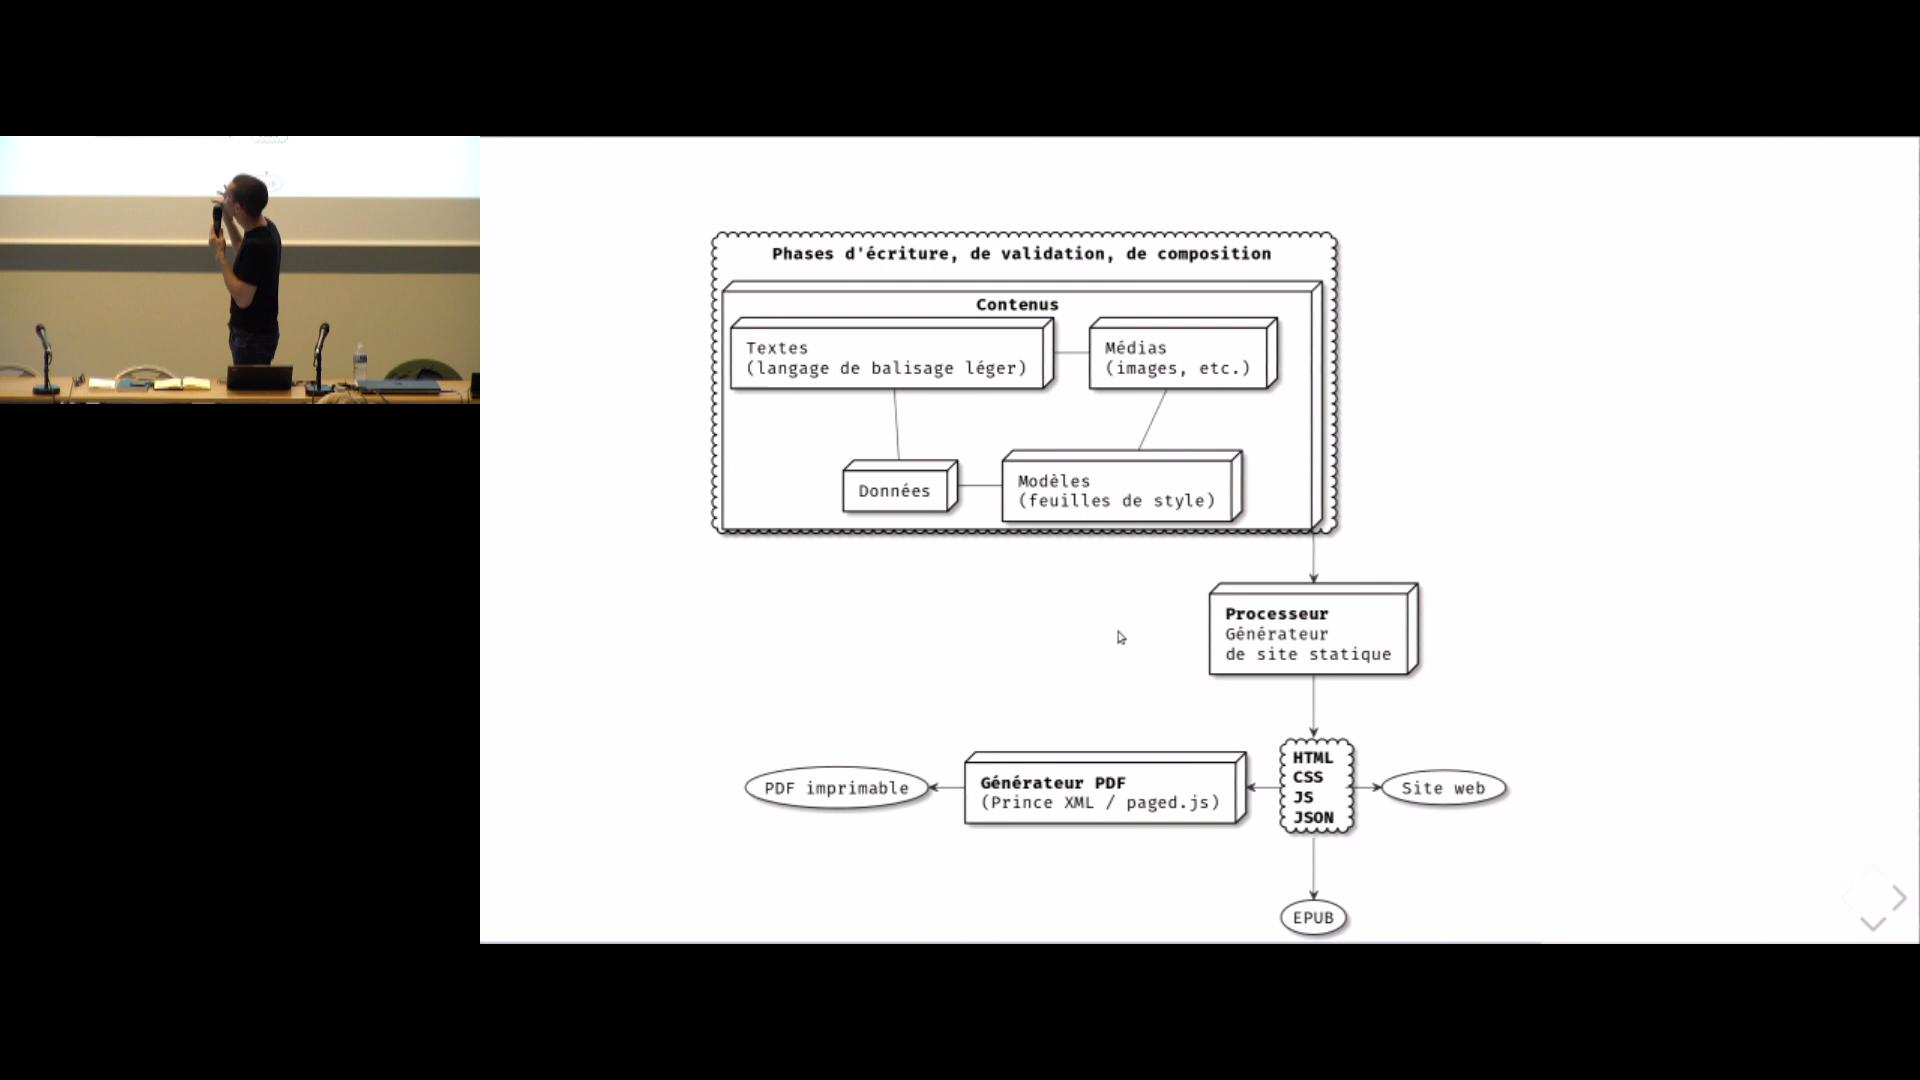 Phases d'écriture, de validation, de composition
Contenus
Textes
(langage de balisage léger)
Médias
(images, etc.)
Données
Modèles
(feuilles de style)
Processeur
Générateur
de site statique
PDF imprimable
Générateur PDF
(Prince XML / paged.js)
HTML
CSS
JS
JSON
Site web
EPUB